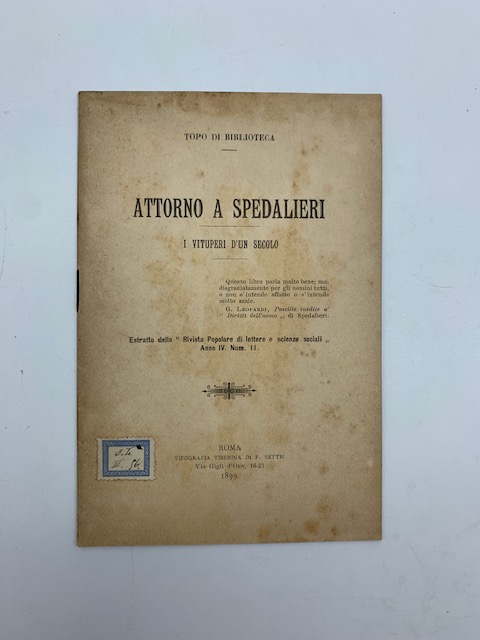 TOPO DI BIBLIOTECA
ATTORNO A SPEDALIERI
I VITUPERI D'UN SECOLO
Questo libro parla molto bene; ma,
disgraziatamente per gli uomini tutti,
o non s'intende affatto o s'intende
molto male.
G. LEOPARDI, Postille inedite a'
“ Diritti dell'uomo „ di Spedalieri.
Estratto della “ Rivista Popolare di lettere e scienze sociali „
Anno IV. Num. 11.
ROMA
TIPOGRAFIA TIBERINA DI F. SETTH
Via Gigli d'Oro, 16-21
1899